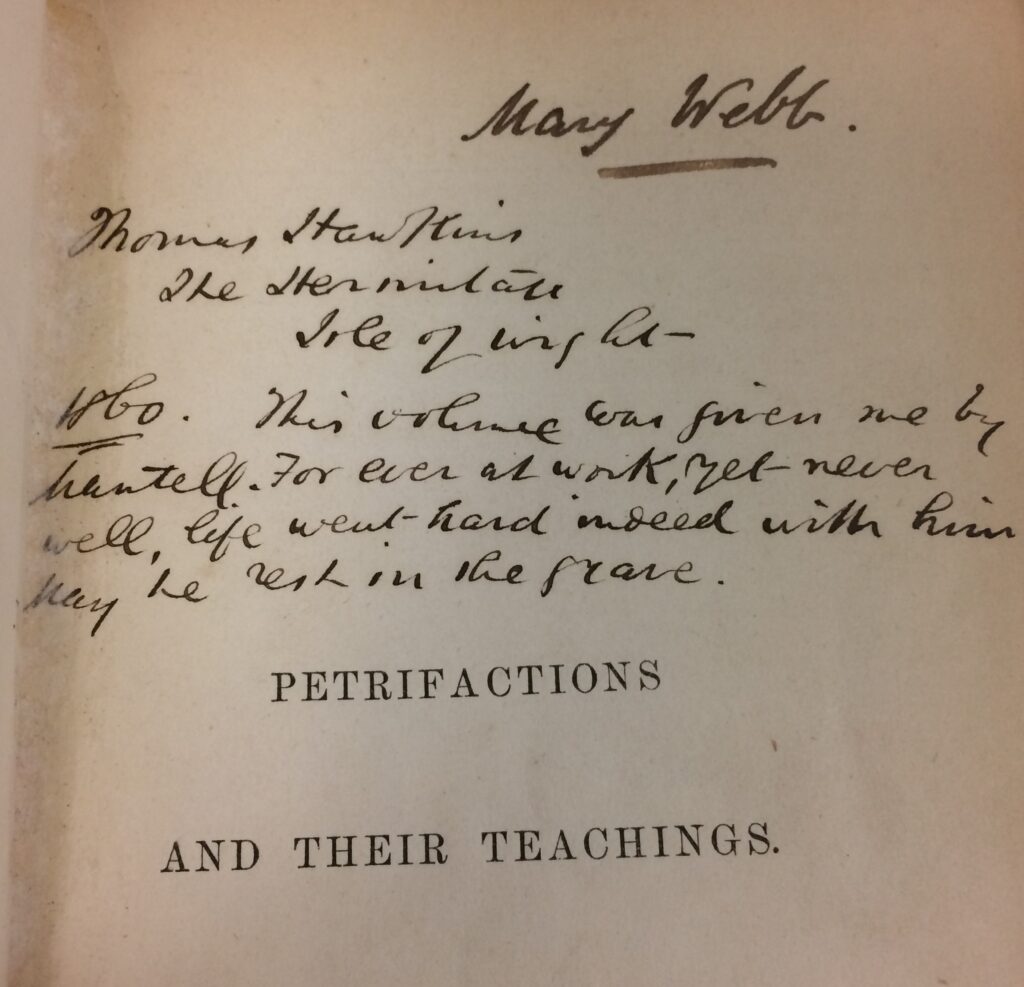 Mary Webb.
Thomas Hawkins
The Hermitage
Isle of Wight
1860. This volume was given me by
Mantell. For ever at work, yet never
well, life went hard indeed with him
May he rest in the grave.
PETRIFACTIONS
AND THEIR TEACHINGS.